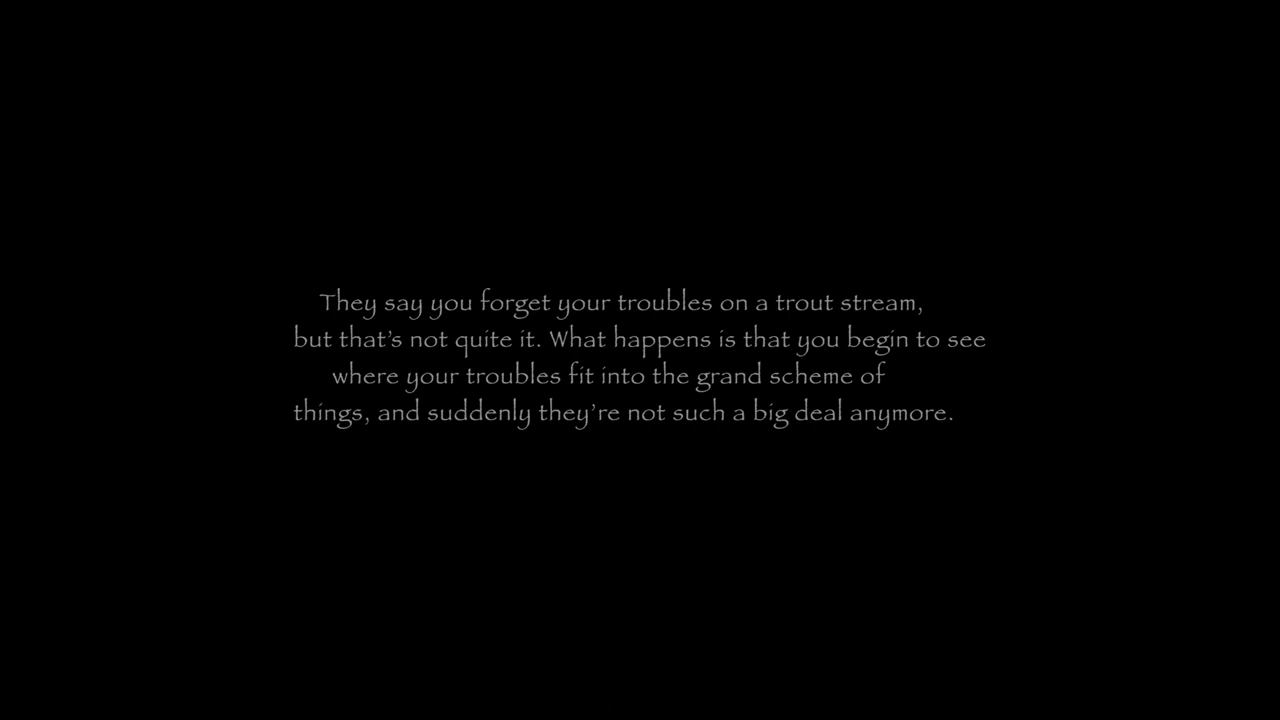 They say you forget your troubles on a trout stream,
but that’s not quite it. What happens is that you begin to see
where your troubles fit into the grand scheme of
things, and suddenly they’re not such a big deal anymore.